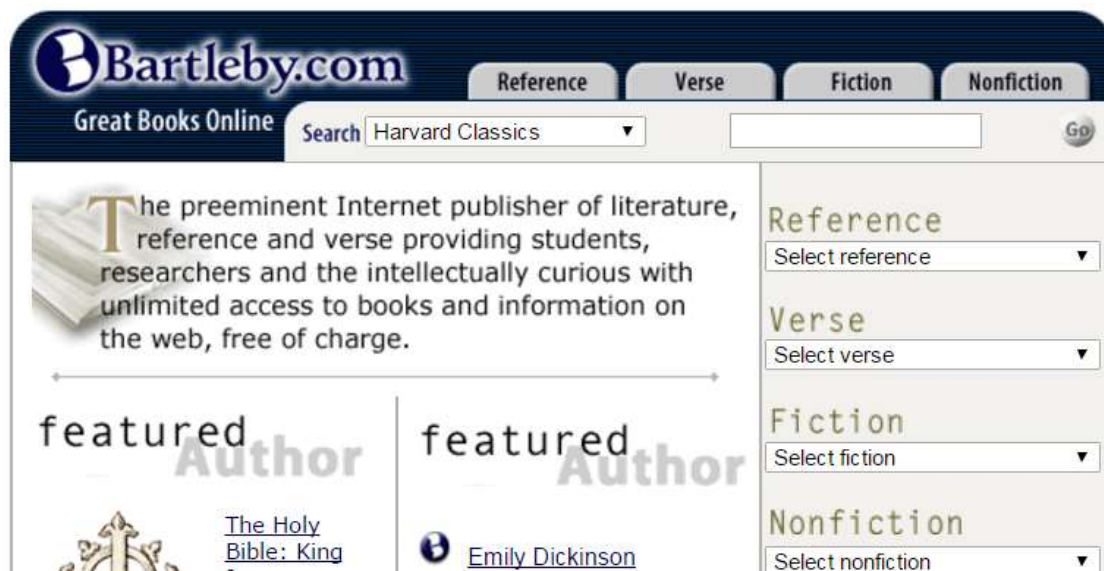 Bartleby.com
Reference Verse Fiction Nonfiction
Great Books Online
Search Harvard Classics Go
The preeminent Internet publisher of literature,
reference and verse providing students,
researchers and the intellectually curious with
unlimited access to books and information on
the web, free of charge.
featured
Author
The Holy
Bible: King
featured
Author
Emily Dickinson
Reference
Select reference
Verse
Select verse
Fiction
Select fiction
Nonfiction
Select nonfiction